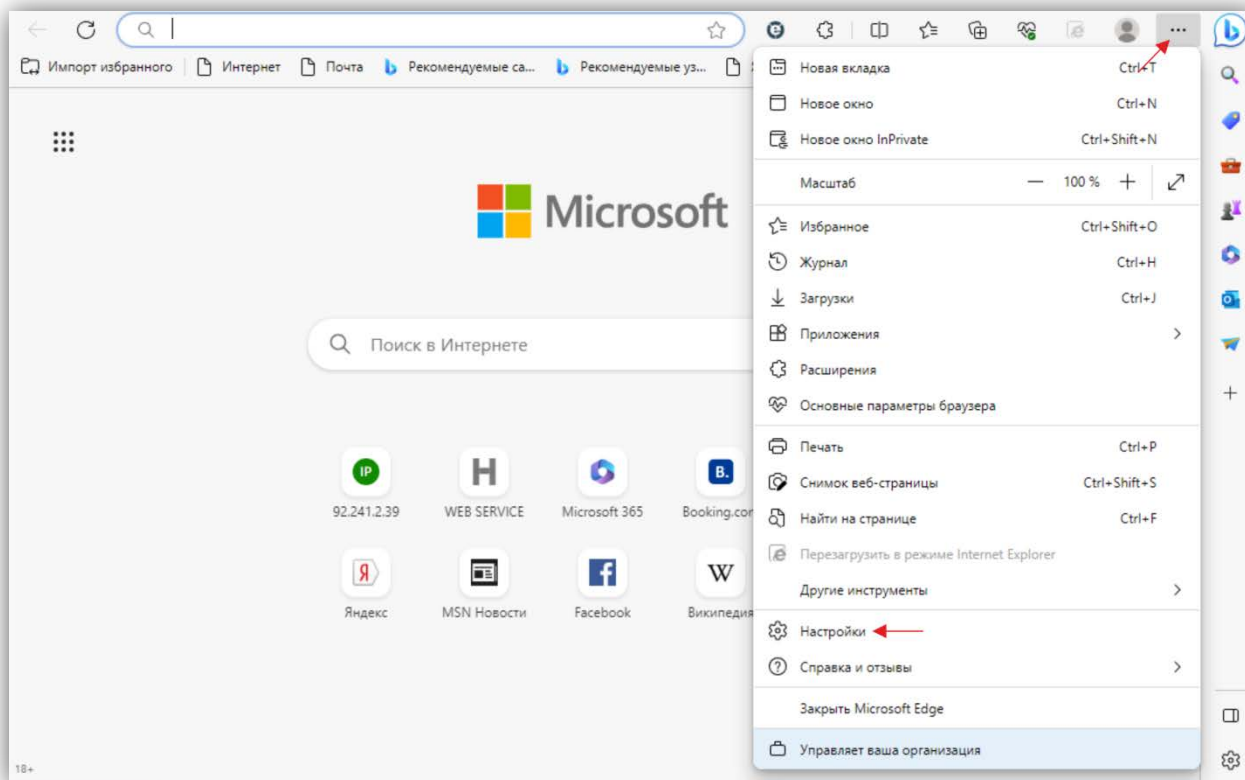 Импорт избранного Интернет Почта Рекомендуемые са... Рекомендуемые уз...
Microsoft
Поиск в Интернете
IP
H
B.
92.241.2.39 WEB SERVICE Microsoft 365 Booking.com
Я
f
W
Яндекс MSN Новости Facebook Википедия
18+
Новая вкладка Ctrl+T
Новое окно Ctrl+N
Новое окно InPrivate Ctrl+Shift+N
Масштаб — 100 % +
Избранное Ctrl+Shift+O
Журнал Ctrl+H
Загрузки Ctrl+J
Приложения
Расширения
Основные параметры браузера
Печать Ctrl+P
Снимок веб-страницы Ctrl+Shift+S
Найти на странице Ctrl+F
Перезагрузить в режиме Internet Explorer
Другие инструменты
Настройки
Справка и отзывы
Закрыть Microsoft Edge
Управляет ваша организация